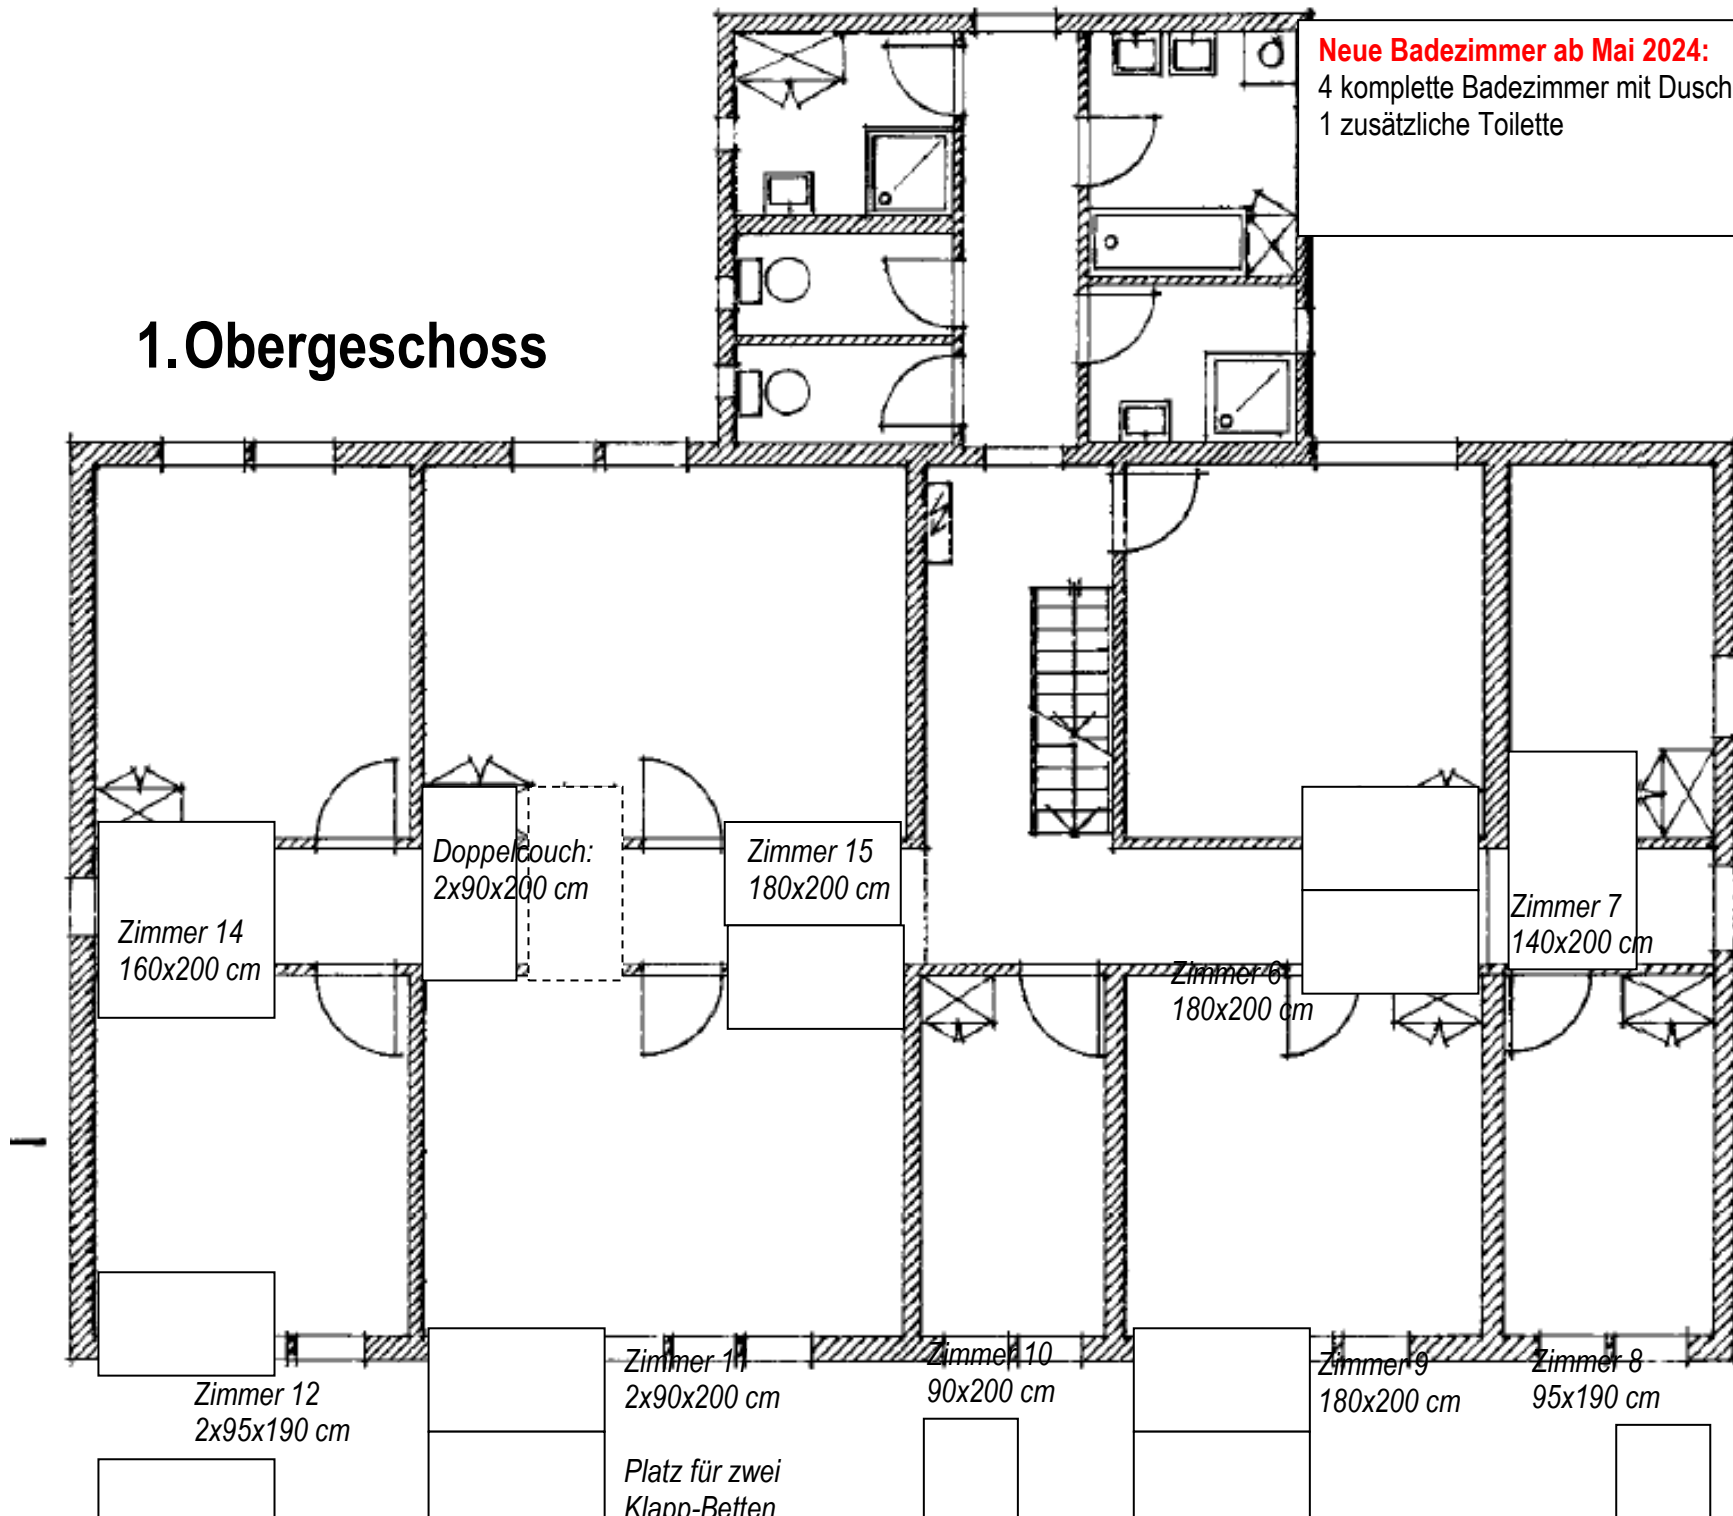 Neue Badezimmer ab Mai 2024:
4 komplette Badezimmer mit Dusch
1 zusätzliche Toilette
1. Obergeschoss
Doppelcouch:
2x90x200 cm
Zimmer 15
180x200 cm
Zimmer 14
160x200 cm
Zimmer 7
140x200 cm
Zimmer 6
180x200 cm
Zimmer 12
2x95x190 cm
Zimmer 1
2x90x200 cm
Platz für zwei
Klapp-Betten
Zimmer 10
90x200 cm
Zimmer 9
180x200 cm
Zimmer 8
95x190 cm